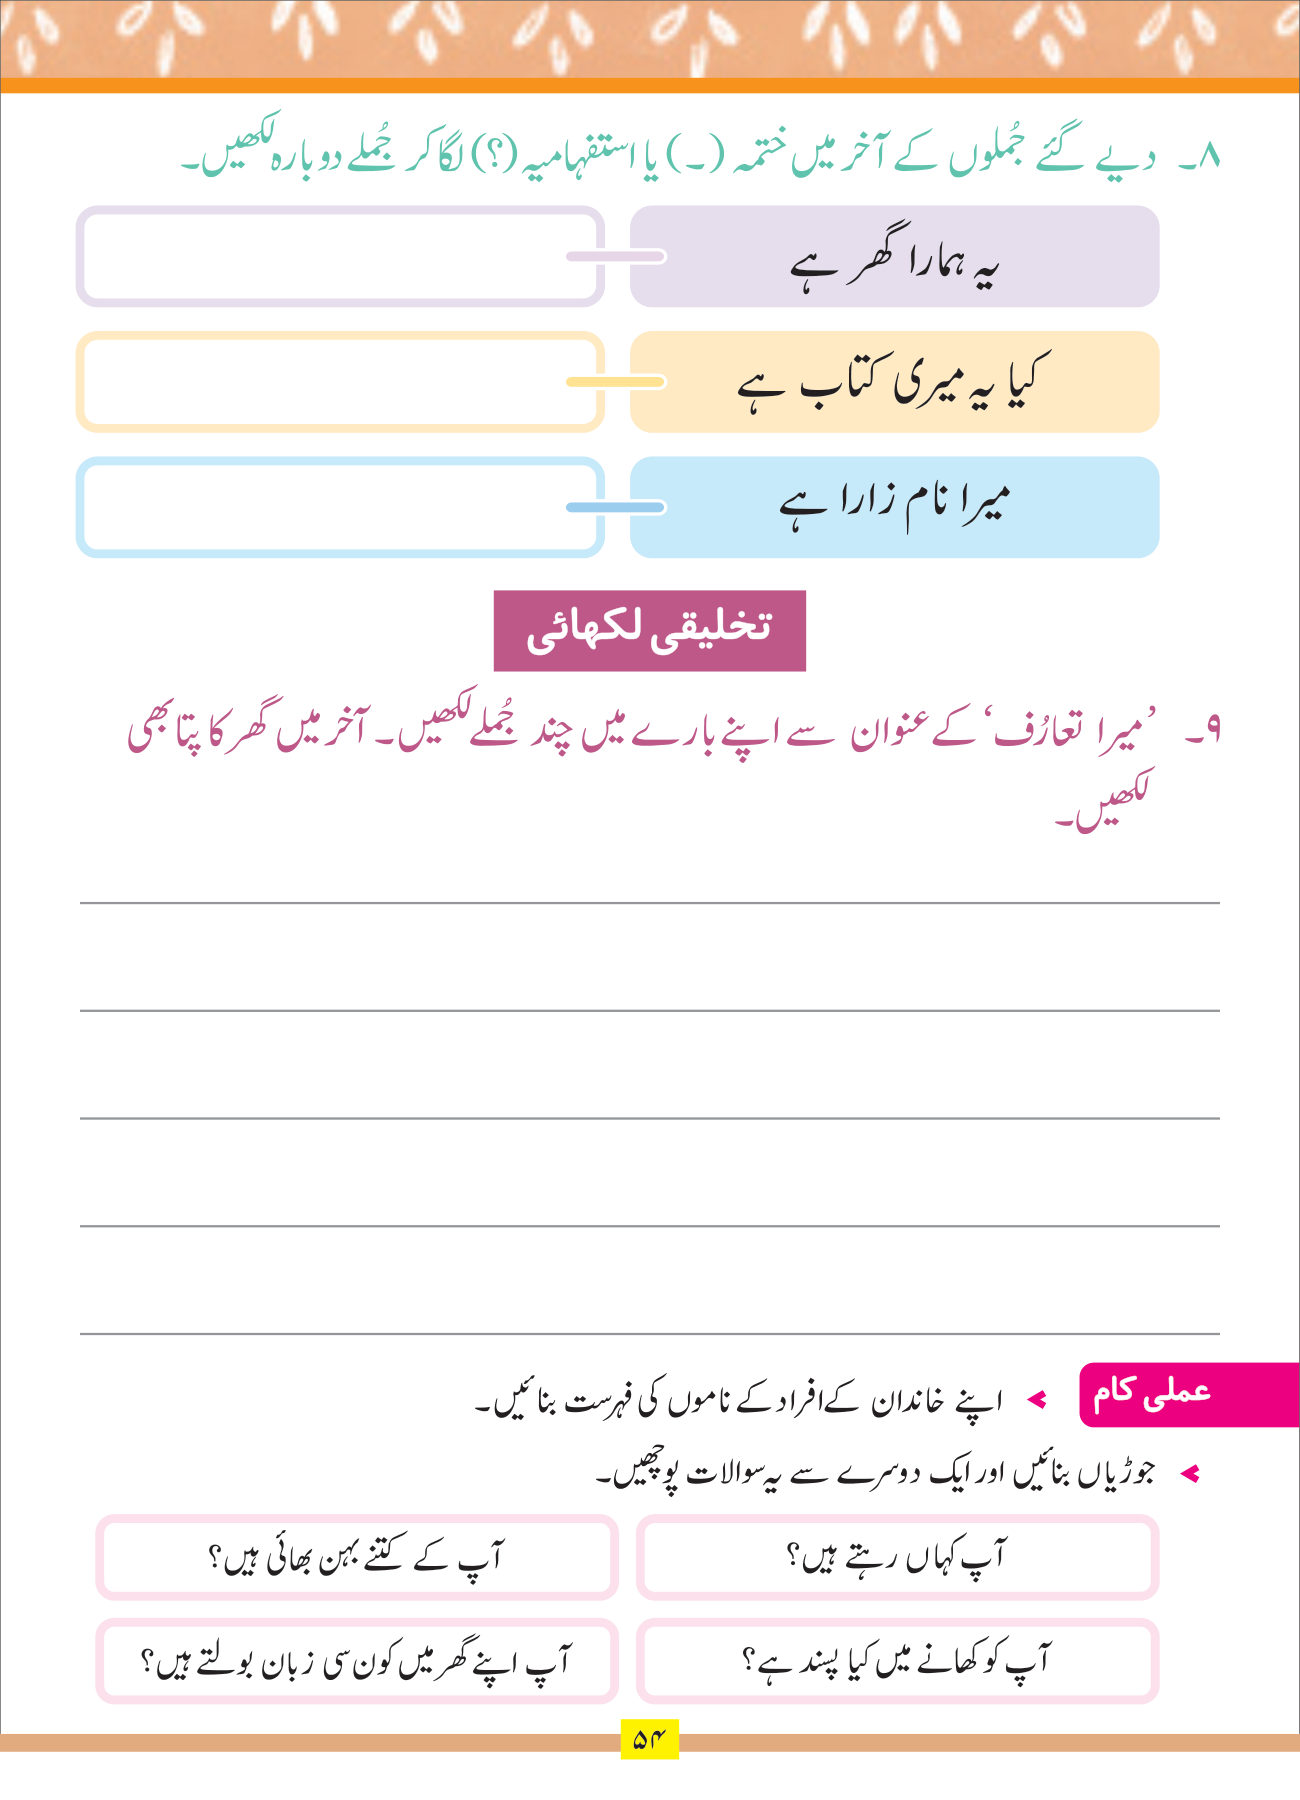 ۸۔ دیے گئے جُملوں کے آخر میں ختمہ (۔) یا استفہامیہ (؟) لگا کر جُملے دوبارہ لکھیں۔
یہ ہمارا گھر ہے
کیا یہ میری کتاب ہے
میرا نام زارا ہے
تخلیقی لکھائی
۹۔ ’میرا تعارُف‘ کے عنوان سے اپنے بارے میں چند جُملے لکھیں۔ آخر میں گھر کا پتا بھی
لکھیں۔
عملی کام
اپنے خاندان کے افراد کے ناموں کی فہرست بنائیں۔
جوڑیاں بنائیں اور ایک دوسرے سے یہ سوالات پوچھیں۔
آپ کہاں رہتے ہیں؟
آپ کے کتنے بہن بھائی ہیں؟
آپ کو کھانے میں کیا پسند ہے؟
آپ اپنے گھر میں کون سی زبان بولتے ہیں؟
۵۴